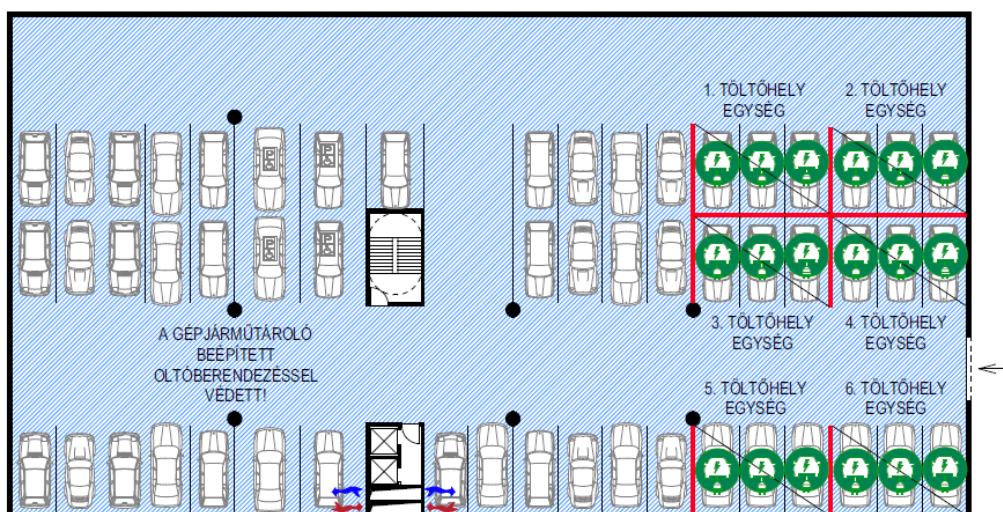 1. TÖLTŐHELY
EGYSÉG
2. TÖLTŐHELY
EGYSÉG
A GÉPJÁRMŰTÁROLÓ
BEÉPÍTETT
OLTÓBERENDEZÉSSEL
VÉDETT!
3. TÖLTŐHELY
EGYSÉG
4. TÖLTŐHELY
EGYSÉG
5. TÖLTŐHELY
EGYSÉG
6. TÖLTŐHELY
EGYSÉG